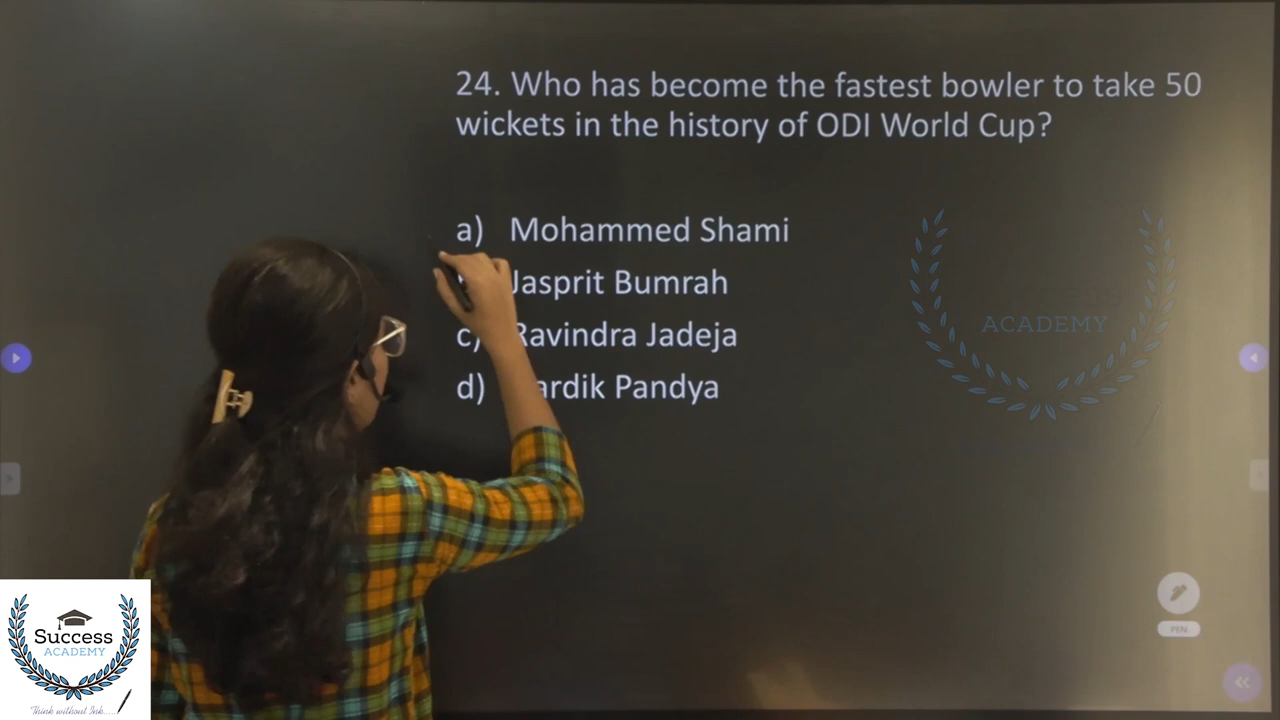 24. Who has become the fastest bowler to take 50
wickets in the history of ODI World Cup?
a) Mohammed Shami
Jasprit Bumrah
c) Ravindra Jadeja
d) ardik Pandya
ACADEMY
PEN
Success
ACADEMY
Think without Ink.....